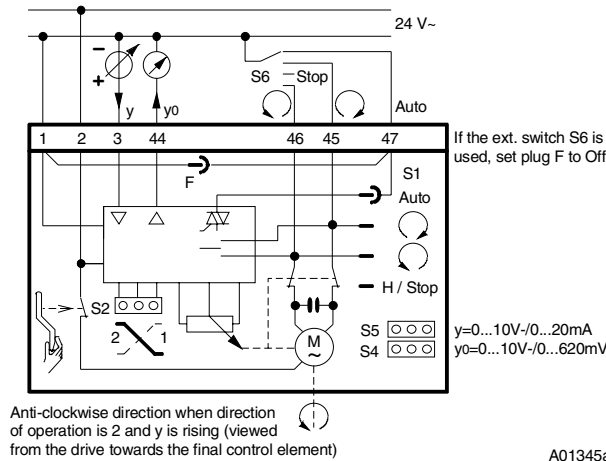 24 V~
−
+
S6
Stop
y
y0
Auto
1 2 3 44 46 45 47
If the ext. switch S6 is
used, set plug F to Off
F
S1
Auto
H / Stop
S2
2 1
M
~
S5
y=0...10V-/0...20mA
S4
y0=0...10V-/0...620mV
Anti-clockwise direction when direction
of operation is 2 and y is rising (viewed
from the drive towards the final control element)
A01345a